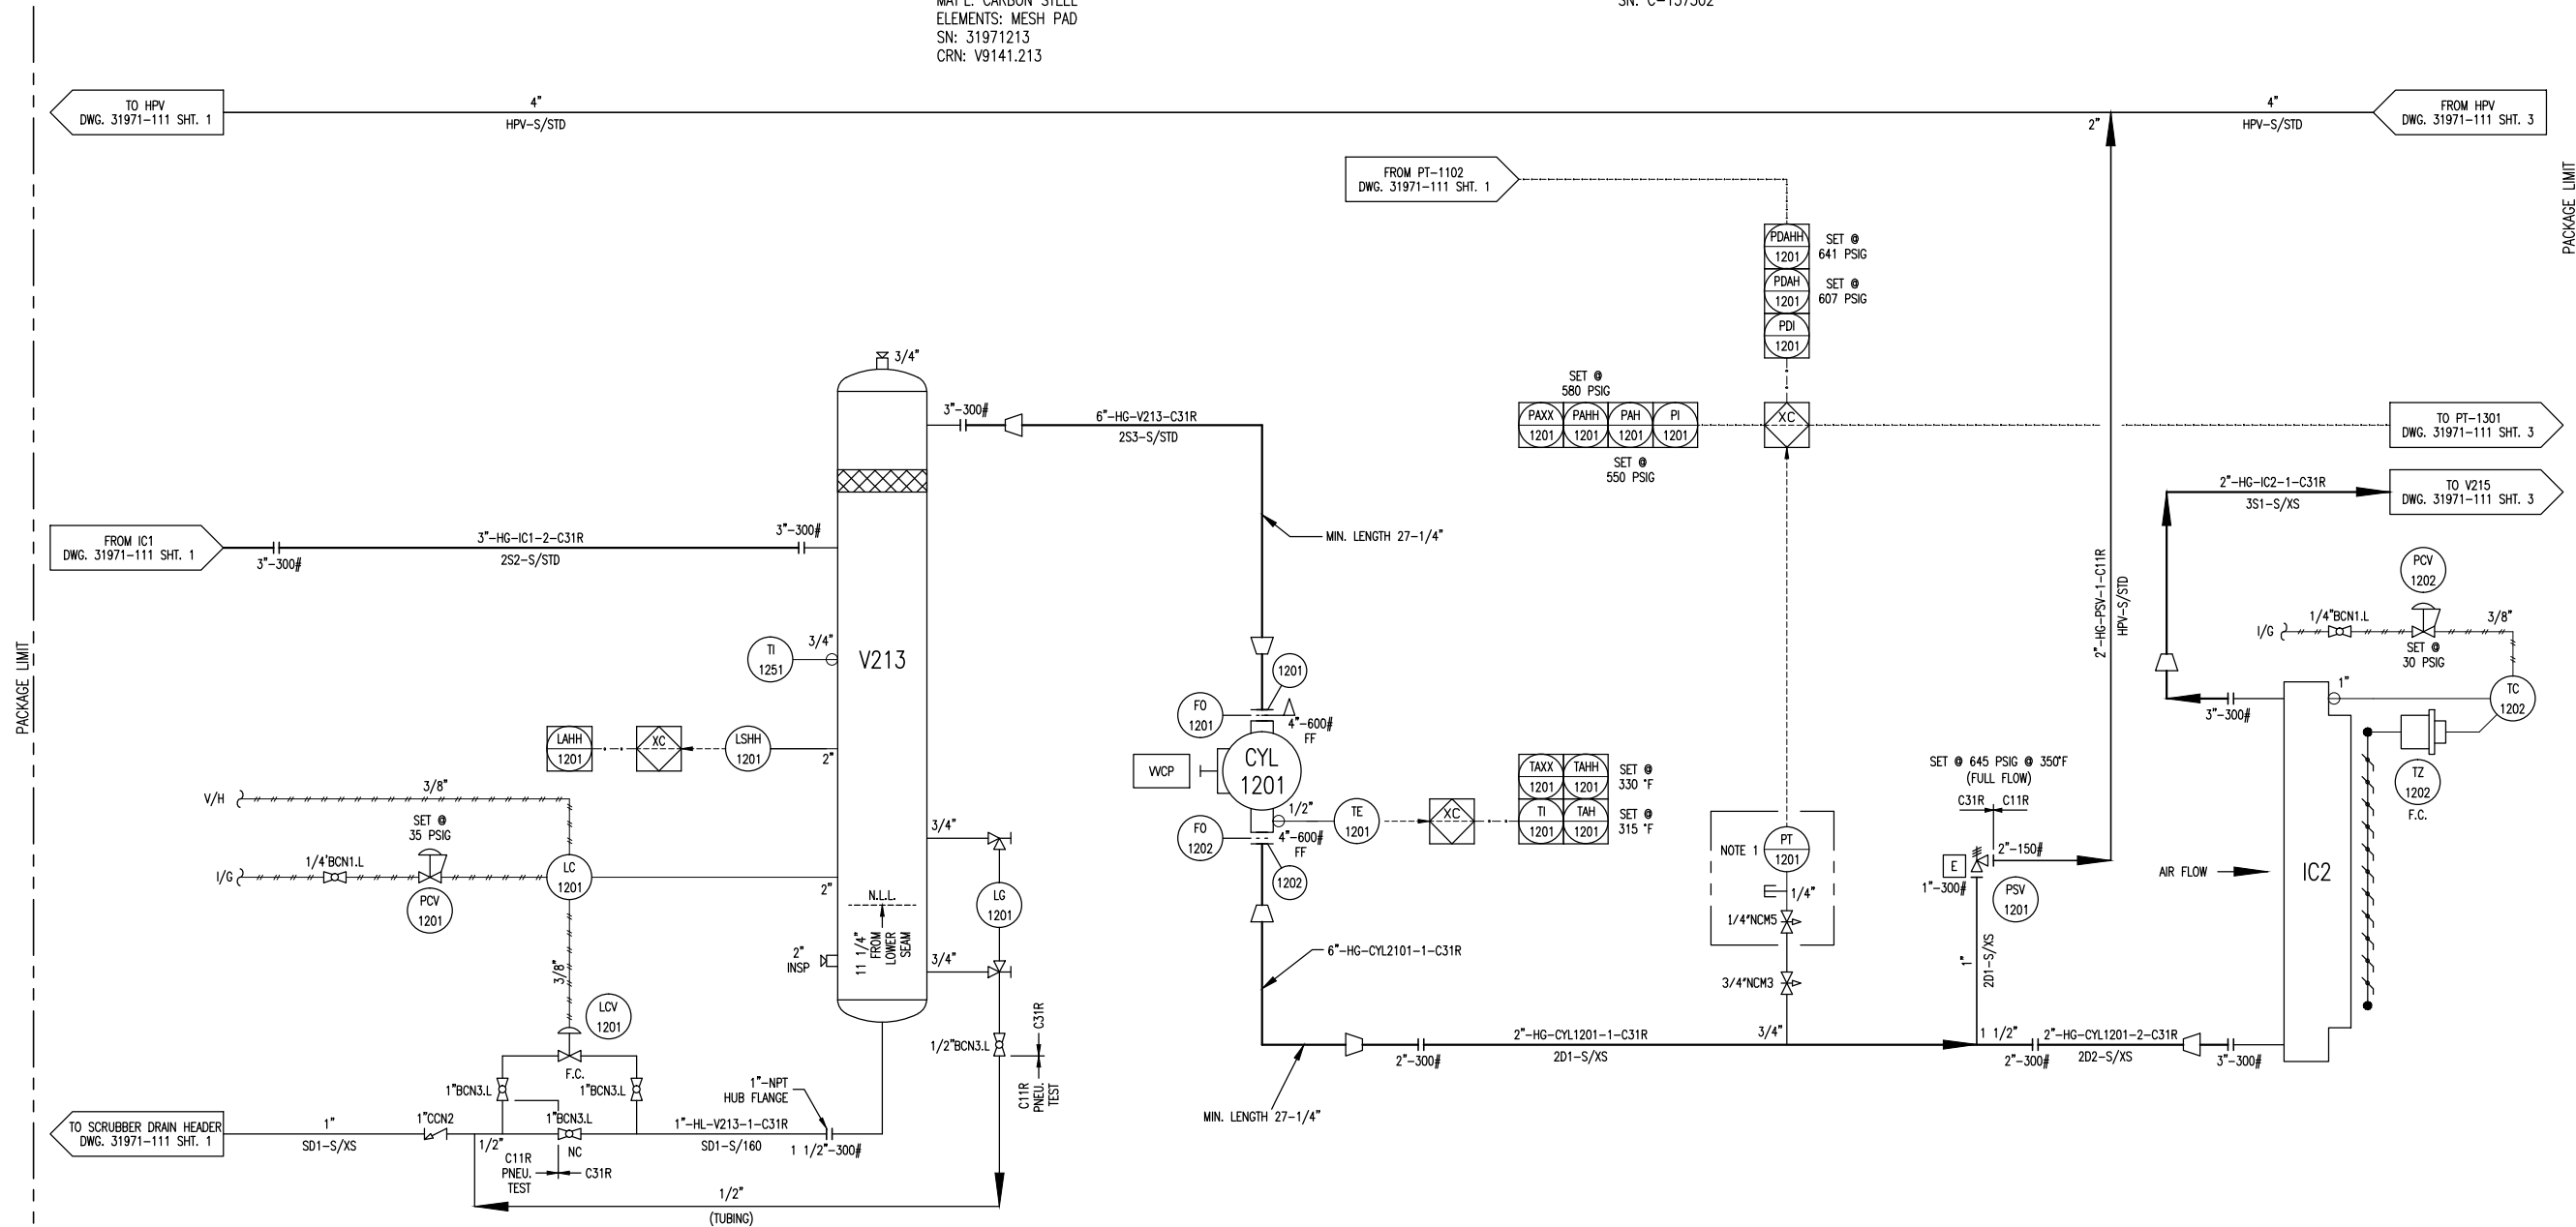 MAT'L: CARBON STEEL
ELEMENTS: MESH PAD
SN: 31971213
CRN: V9141.213
SN: C-157502
TO HPV
DWG. 31971-111 SHT. 1
4"
HPV-S/STD
2"
4"
HPV-S/STD
FROM HPV
DWG. 31971-111 SHT. 3
PACKAGE LIMIT
FROM PT-1102
DWG. 31971-111 SHT. 1
PDAHH
1201
SET @
641 PSIG
PDAH
1201
SET @
607 PSIG
PDI
1201
SET @
580 PSIG
PAXX
1201
PAHH
1201
PAH
1201
PI
1201
XC
SET @
550 PSIG
TO PT-1301
DWG. 31971-111 SHT. 3
2"-HG-IC2-1-C31R
3S1-S/XS
TO V215
DWG. 31971-111 SHT. 3
3/4"
3"-300#
6"-HG-V213-C31R
2S3-S/STD
MIN. LENGTH 27-1/4"
FROM IC1
DWG. 31971-111 SHT. 1
3"-300#
3"-HG-IC1-2-C31R
2S2-S/STD
3"-300#
PACKAGE LIMIT
TI
1251
3/4"
V213
LAHH
1201
XC
LSHH
1201
2"
V/H
3/8"
SET @
35 PSIG
I/G
1/4'BCN1.L
PCV
1201
LC
1201
2"
3/4"
LG
1201
N.L.L.
11 1/4"
FROM
LOWER
SEAM
2"
INSP
3/4"
3/8"
LCV
1201
F.C.
1"BCN3.L
1"BCN3.L
1"BCN3.L
NC
1/2"BCN3.L
C31R
C11R
PNEU.
TEST
1"-NPT
HUB FLANGE
TO SCRUBBER DRAIN HEADER
DWG. 31971-111 SHT. 1
1"
SD1-S/XS
1"CCN2
1/2"
C11R
PNEU.
TEST
C31R
1"-HL-V213-1-C31R
SD1-S/160
1 1/2"-300#
1/2"
(TUBING)
1201
FO
1201
4"-600#
FF
VVCP
CYL
1201
1/2"
TE
1201
FO
1202
4"-600#
FF
1202
XC
TAXX
1201
TAHH
1201
SET @
330 °F
TI
1201
TAH
1201
SET @
315 °F
6"-HG-CYL2101-1-C31R
MIN. LENGTH 27-1/4"
2"-300#
2"-HG-CYL1201-1-C31R
2D1-S/XS
NOTE 1
PT
1201
1/4"
1/4"NCM5
3/4"NCM3
3/4"
SET @ 645 PSIG @ 350°F
(FULL FLOW)
C31R
C11R
E
2"-150#
1"-300#
PSV
1201
1"
2D1-S/XS
2"-HG-PSV-1-C11R
HPV-S/STD
1 1/2"
2"-300#
2"-HG-CYL1201-2-C31R
2D2-S/XS
3"-300#
PCV
1202
I/G
1/4"BCN1.L
3/8"
SET @
30 PSIG
3"-300#
1"
TC
1202
TZ
1202
F.C.
AIR FLOW
IC2